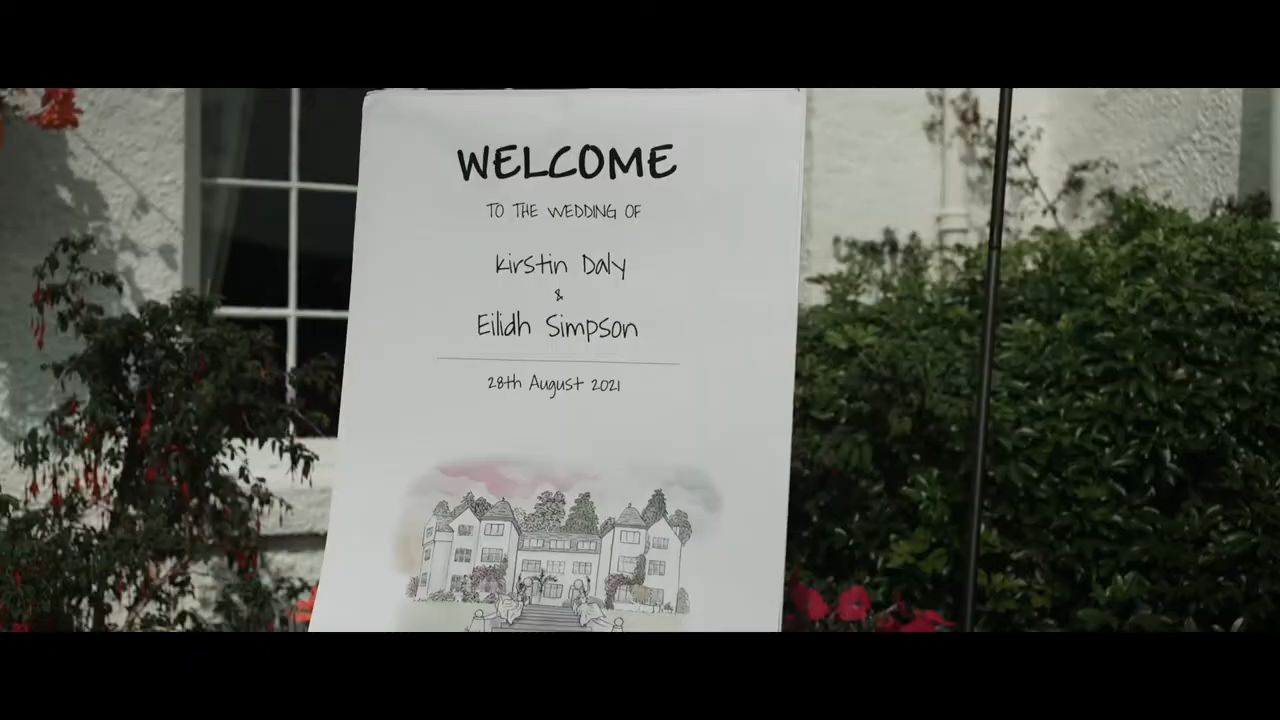 WELCOME
TO THE WEDDING OF
Kirstin Daly
&
Eilidh Simpson
28th August 2021